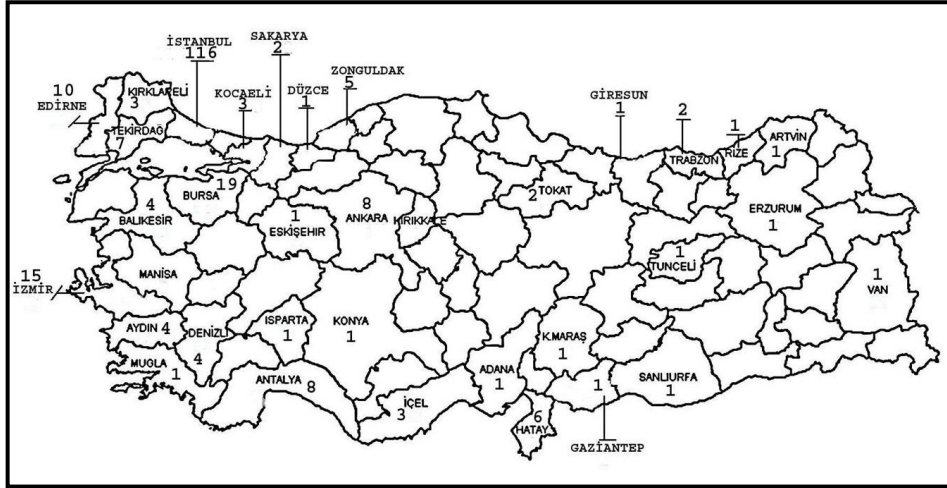 İSTANBUL
116
SAKARYA
2
ZONGULDAK
5
KOCAELİ
3
DÜZCE
1
GİRESUN
1
2
TRABZON
1
RİZE
ARTVİN
1
10
EDİRNE
KIRKLARELİ
3
TEKİRDAĞ
7
19
BURSA
4
BALIKESİR
1
ESKİŞEHİR
8
ANKARA
KIRIKKALE
TOKAT
2
ERZURUM
1
1
TUNCELİ
1
VAN
15
İZMİR
MANİSA
AYDIN 4
DENİZLİ
4
ISPARTA
1
KONYA
1
K.MARAŞ
1
MUGLA
1
ANTALYA 8
İÇEL
3
ADANA
1
1
GAZİANTEP
SANLIURFA
1
6
HATAY